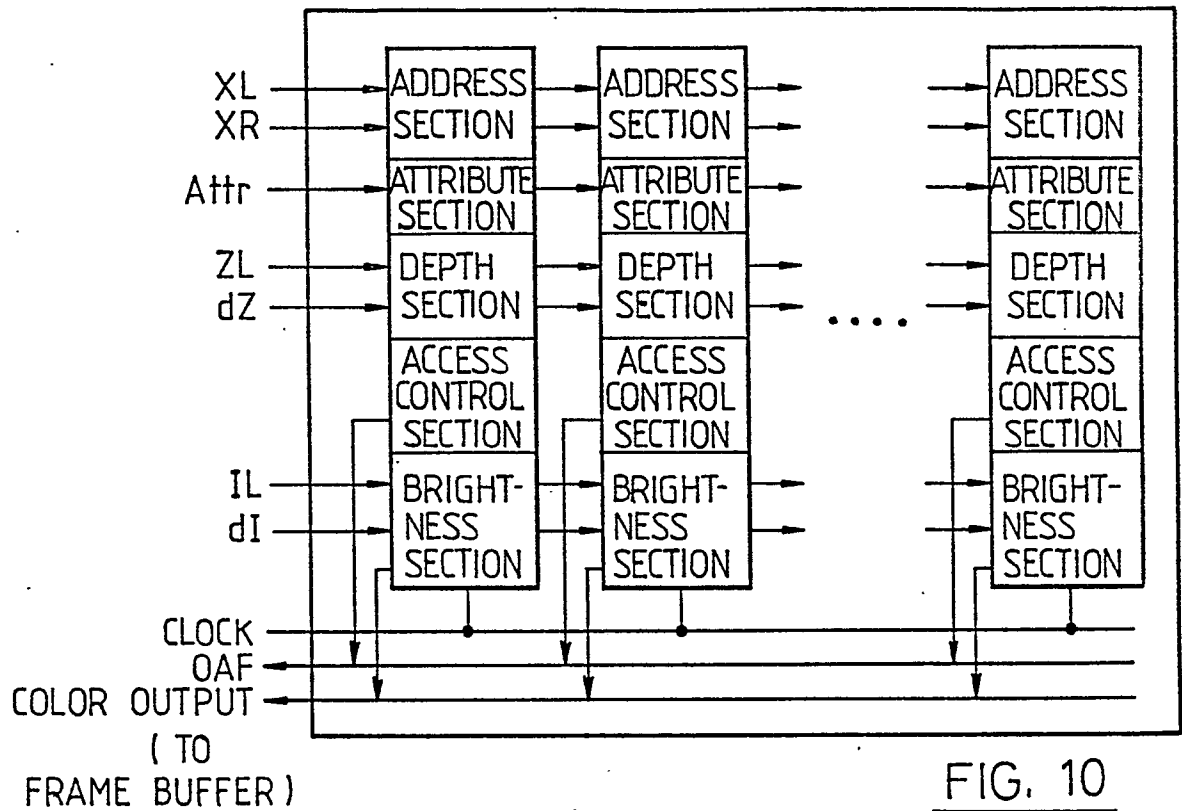 XL
XR
Attr
ZL
dZ
IL
dI
CLOCK
OAF
COLOR OUTPUT
( TO
FRAME BUFFER )
ADDRESS
SECTION
ATTRIBUTE
SECTION
DEPTH
SECTION
ACCESS
CONTROL
SECTION
BRIGHT-
NESS
SECTION
ADDRESS
SECTION
ATTRIBUTE
SECTION
DEPTH
SECTION
ACCESS
CONTROL
SECTION
BRIGHT-
NESS
SECTION
....
ADDRESS
SECTION
ATTRIBUTE
SECTION
DEPTH
SECTION
ACCESS
CONTROL
SECTION
BRIGHT-
NESS
SECTION
FIG. 10